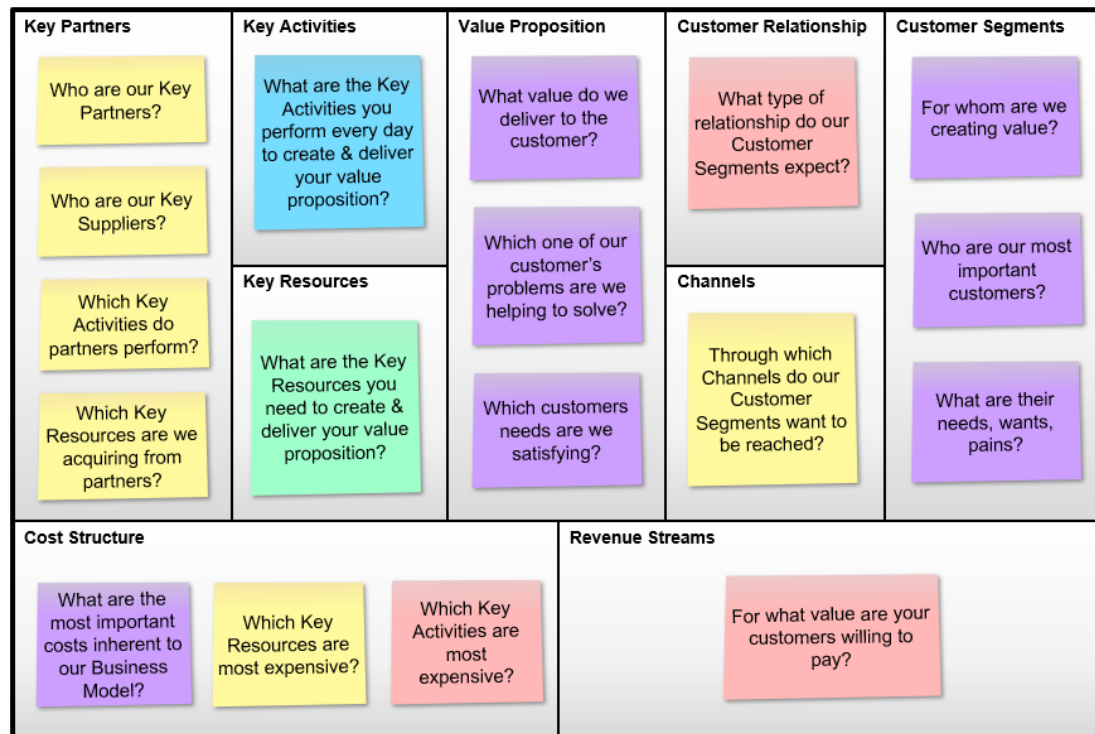 Key Partners
Who are our Key
Partners?
Who are our Key
Suppliers?
Which Key
Activities do
partners perform?
Which Key
Resources are we
acquiring from
partners?
Key Activities
What are the Key
Activities you
perform every day
to create & deliver
your value
proposition?
Key Resources
What are the Key
Resources you
need to create &
deliver your value
proposition?
Value Proposition
What value do we
deliver to the
customer?
Which one of our
customer’s
problems are we
helping to solve?
Which customers
needs are we
satisfying?
Customer Relationship
What type of
relationship do our
Customer
Segments expect?
Channels
Through which
Channels do our
Customer
Segments want to
be reached?
Customer Segments
For whom are we
creating value?
Who are our most
important
customers?
What are their
needs, wants,
pains?
Cost Structure
What are the
most important
costs inherent to
our Business
Model?
Which Key
Resources are
most expensive?
Which Key
Activities are
most
expensive?
Revenue Streams
For what value are your
customers willing to
pay?